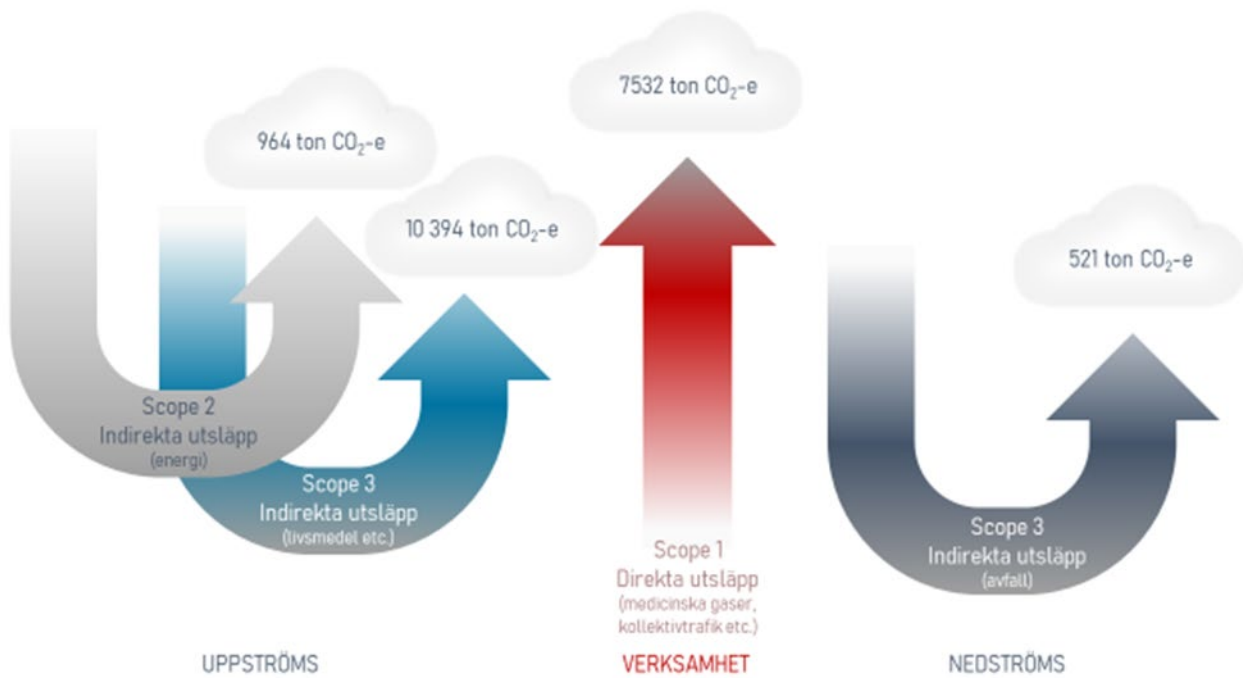 964 ton CO₂-e
10 394 ton CO₂-e
7532 ton CO₂-e
521 ton CO₂-e
Scope 2
Indirekta utsläpp
(energi)
Scope 3
Indirekta utsläpp
(livsmedel etc.)
Scope 1
Direkta utsläpp
(medicinska gaser,
kollektivtrafik etc.)
Scope 3
Indirekta utsläpp
(avfall)
UPPSTRÖMS
VERKSAMHET
NEDSTRÖMS